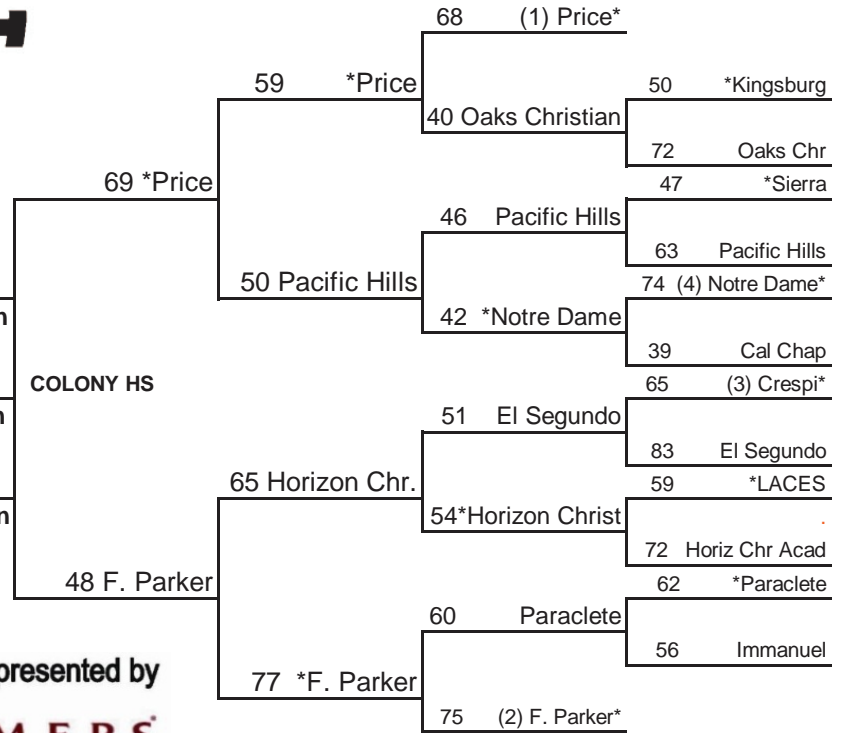 68 (1) Price*
59 *Price
50 *Kingsburg
40 Oaks Christian
72 Oaks Chr
69 *Price
47 *Sierra
46 Pacific Hills
63 Pacific Hills
50 Pacific Hills
74 (4) Notre Dame*
n
42 *Notre Dame
39 Cal Chap
COLONY HS
65 (3) Crespi*
n
51 El Segundo
83 El Segundo
65 Horizon Chr.
59 *LACES
n
54*Horizon Christ
.
72 Horiz Chr Acad
48 F. Parker
62 *Paraclete
60 Paraclete
56 Immanuel
presented by
77 *F. Parker
75 (2) F. Parker*